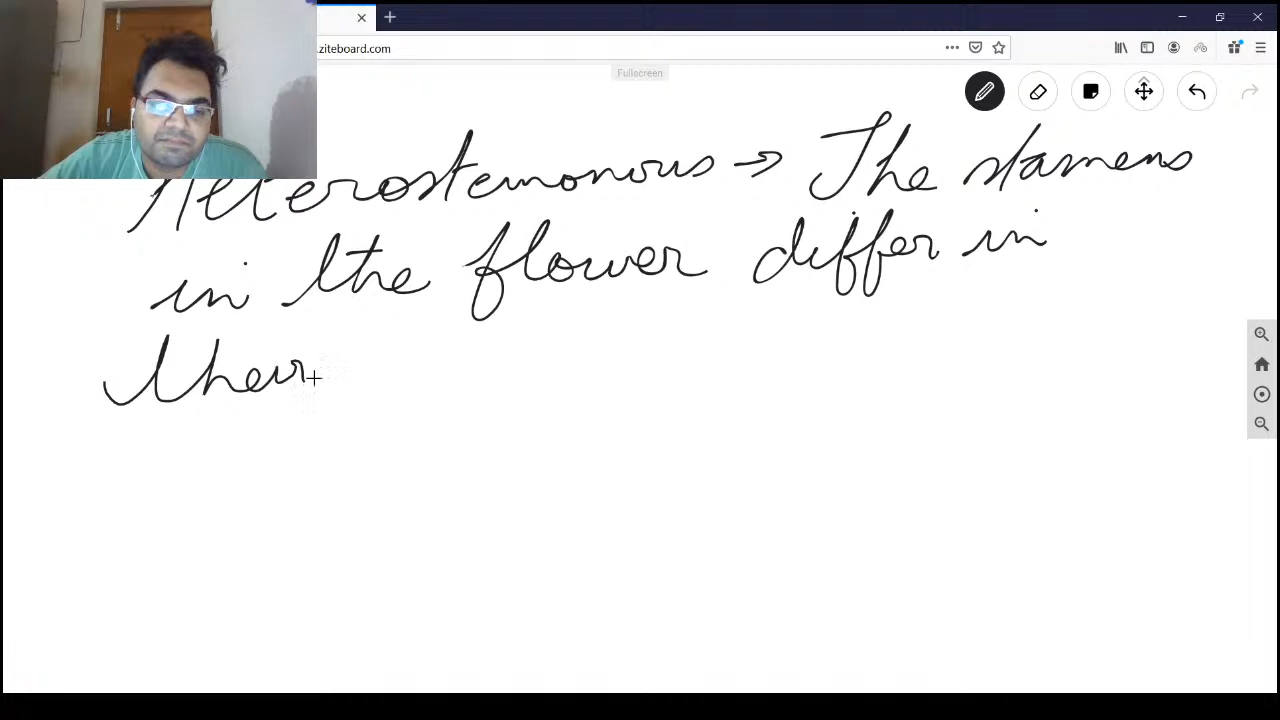 .ziteboard.com
Fullscreen
Heterostemonous → The stamens
in the flower differ in
their